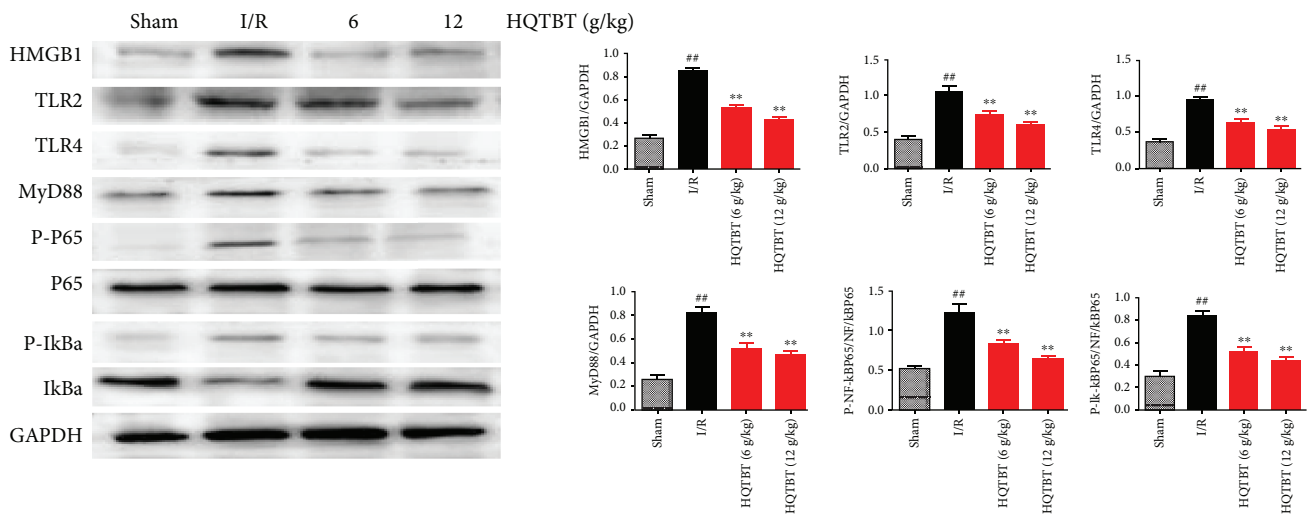 Sham I/R 6 12 HQTBT (g/kg)
HMGB1
TLR2
TLR4
MyD88
P-P65
P65
P-IkBa
IkBa
GAPDH
HMGB1/GAPDH
1.0
0.8
0.6
0.4
0.2
0.0
##
**
**
Sham
I/R
HQTBT (6 g/kg)
HQTBT (12 g/kg)
TLR2/GAPDH
1.5
1.0
0.5
0.0
##
**
**
Sham
I/R
HQTBT (6 g/kg)
HQTBT (12 g/kg)
TLR4/GAPDH
1.5
1.0
0.5
0.0
##
**
**
Sham
I/R
HQTBT (6 g/kg)
HQTBT (12 g/kg)
MyD88/GAPDH
1.0
0.8
0.6
0.4
0.2
0.0
##
**
**
Sham
I/R
HQTBT (6 g/kg)
HQTBT (12 g/kg)
P-NF-kBP65/NF/kBP65
1.5
1.0
0.5
0.0
##
**
**
Sham
I/R
HQTBT (6 g/kg)
HQTBT (12 g/kg)
P-Ik-kBP65/NF/kBP65
1.0
0.8
0.6
0.4
0.2
0.0
##
**
**
Sham
I/R
HQTBT (6 g/kg)
HQTBT (12 g/kg)